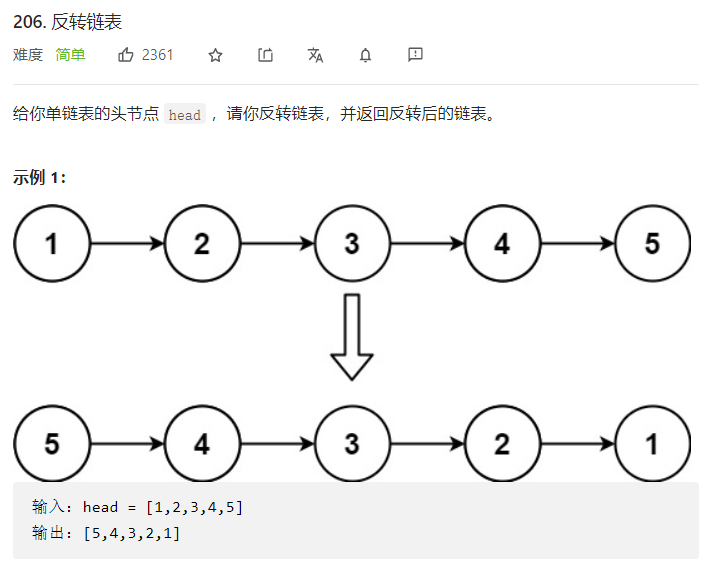 206. 反转链表
难度 简单 2361
给你单链表的头节点 head ，请你反转链表，并返回反转后的链表。
示例 1：
1 2 3 4 5
5 4 3 2 1
输入：head = [1,2,3,4,5]
输出：[5,4,3,2,1]